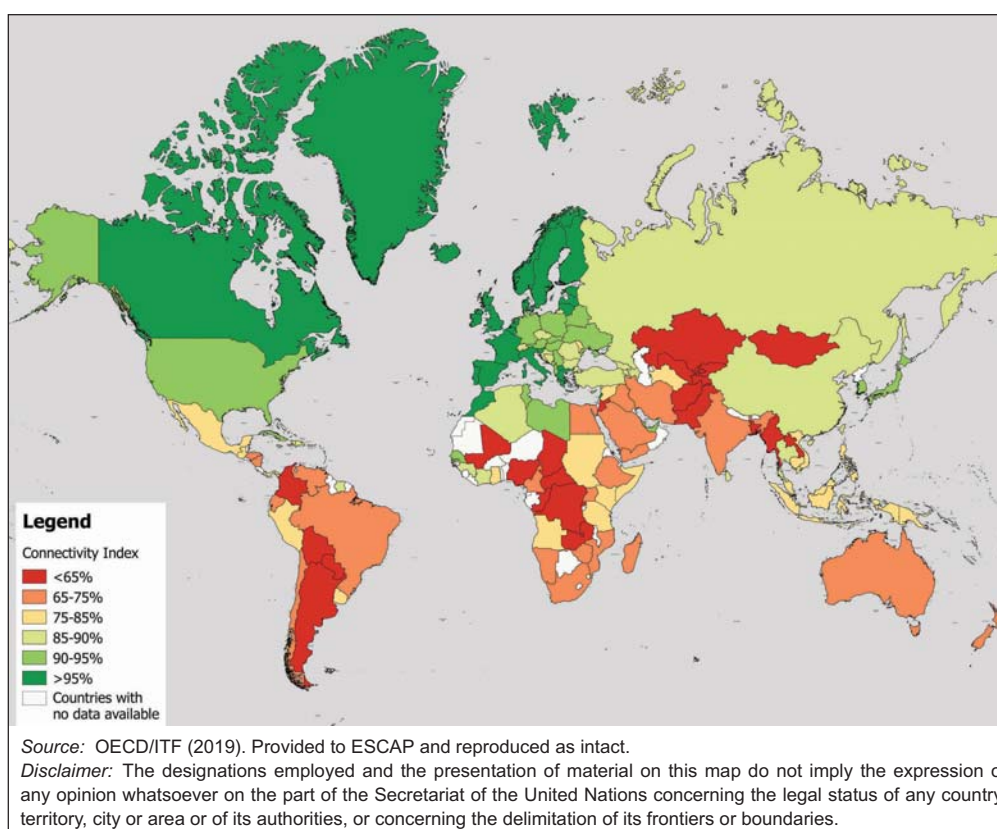 Legend
Connectivity Index
<65%
65-75%
75-85%
85-90%
90-95%
>95%
Countries with
no data available
Source: OECD/ITF (2019). Provided to ESCAP and reproduced as intact.
Disclaimer: The designations employed and the presentation of material on this map do not imply the expression o
any opinion whatsoever on the part of the Secretariat of the United Nations concerning the legal status of any country
territory, city or area or of its authorities, or concerning the delimitation of its frontiers or boundaries.